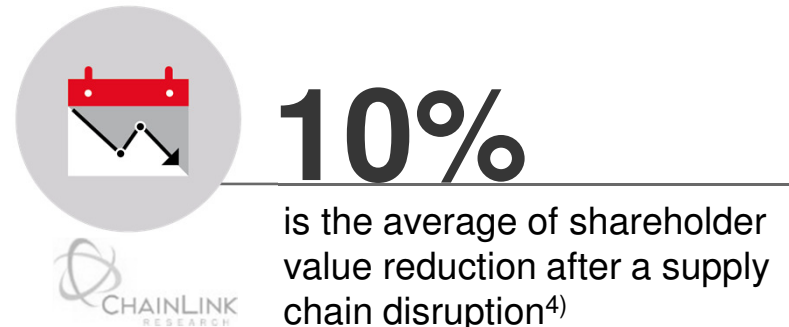 10%
is the average of shareholder
value reduction after a supply
chain disruption4)
CHAINLINK
RESEARCH